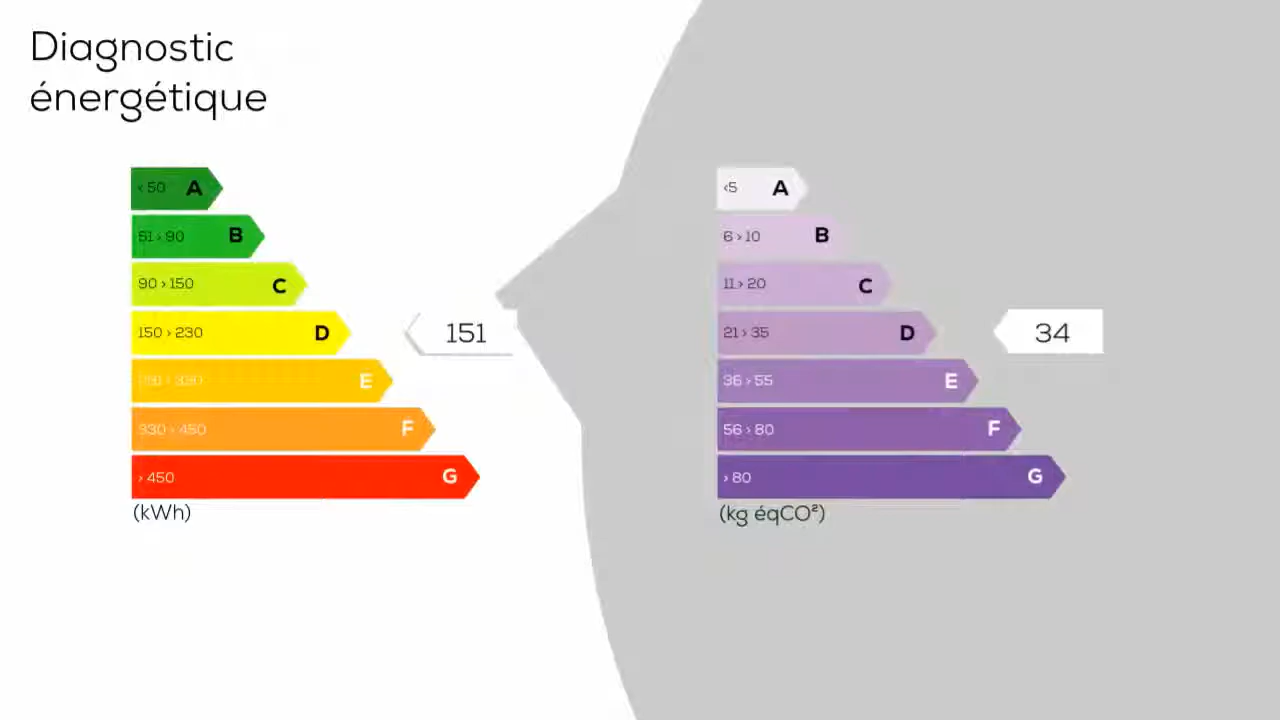 Diagnostic
énergétique
< 50 A
51 > 90 B
90 > 150 C
150 > 230 D
151
E
330 > 450 F
> 450 G
(kWh)
<5 A
6 > 10 B
11 > 20 C
21 > 35 D
34
36 > 55 E
56 > 80 F
> 80 G
(kg éqCO²)